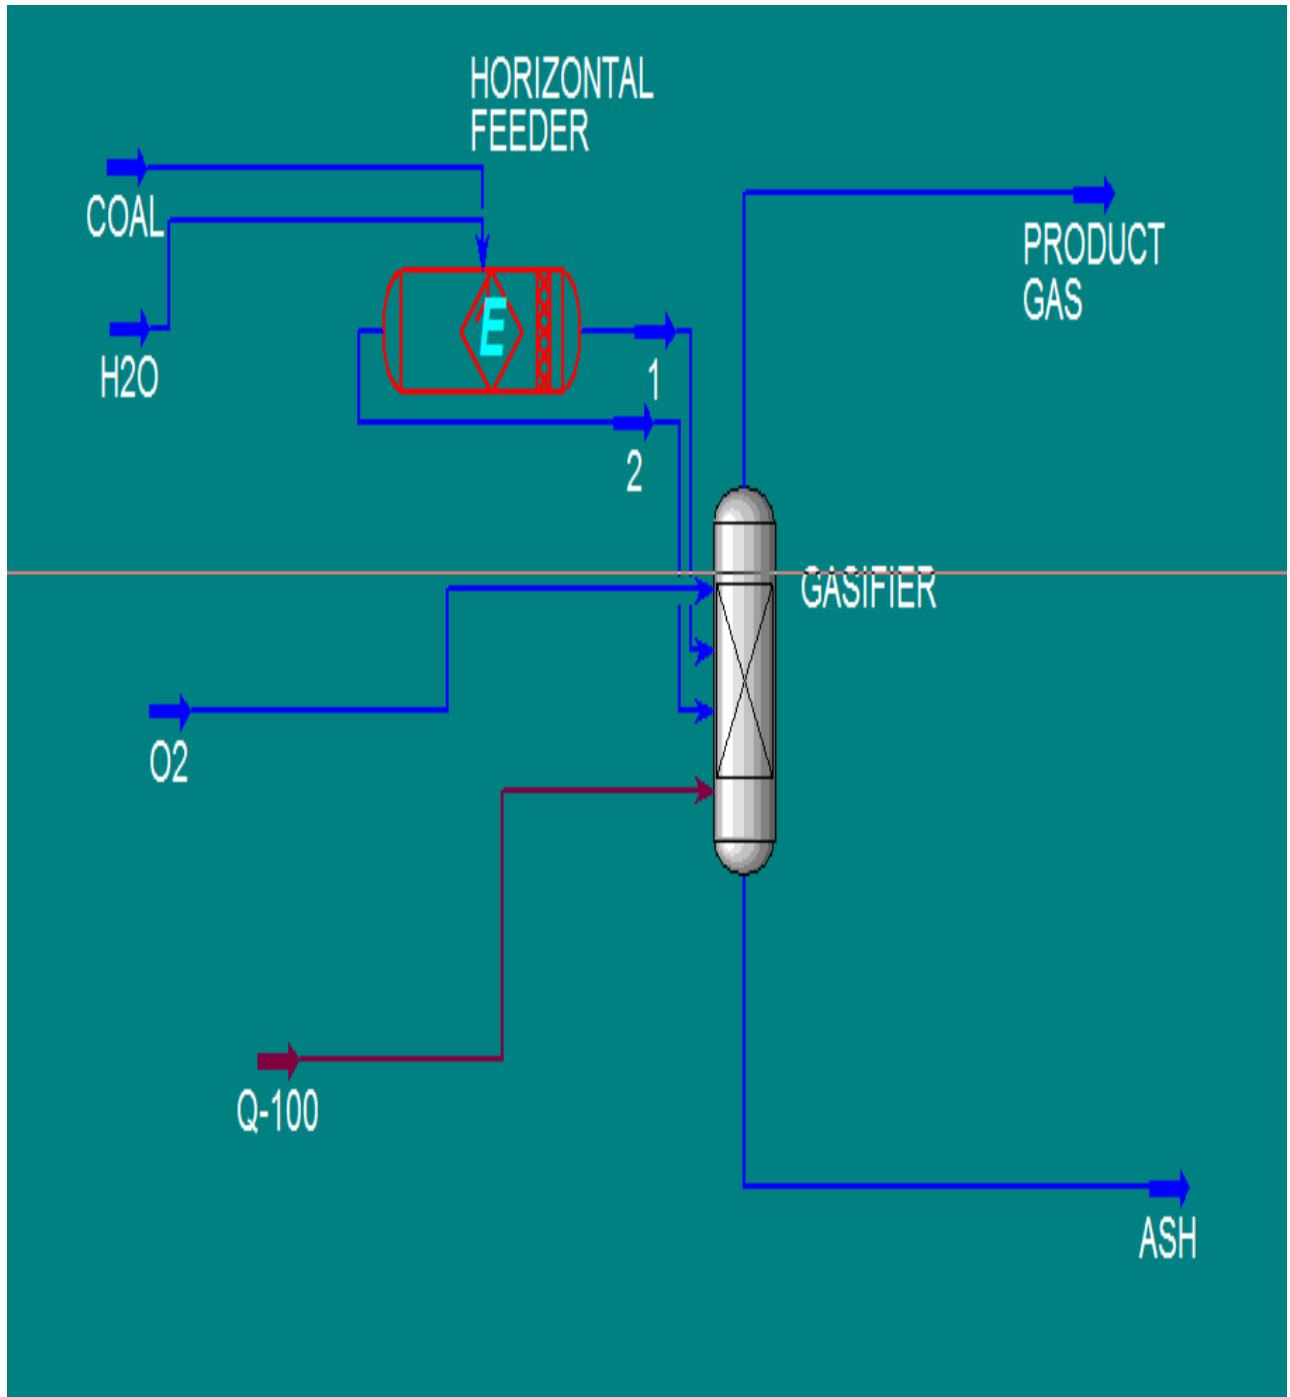 HORIZONTAL
FEEDER
COAL
PRODUCT
GAS
H2O
E
1
2
GASIFIER
O2
Q-100
ASH